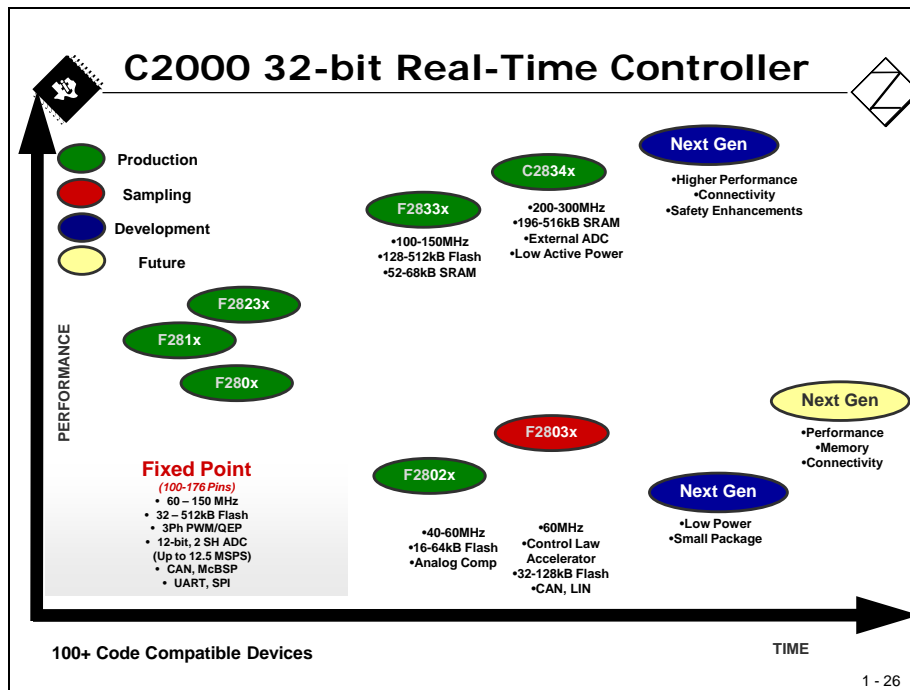 C2000 32-bit Real-Time Controller
Production
Sampling
Development
Future
Next Gen
•Higher Performance
•Connectivity
•Safety Enhancements
C2834x
•200-300MHz
•196-516kB SRAM
•External ADC
•Low Active Power
F2833x
•100-150MHz
•128-512kB Flash
•52-68kB SRAM
F2823x
F281x
F280x
PERFORMANCE
Fixed Point
(100-176 Pins)
• 60 – 150 MHz
• 32 – 512kB Flash
• 3Ph PWM/QEP
• 12-bit, 2 SH ADC
(Up to 12.5 MSPS)
• CAN, McBSP
• UART, SPI
F2802x
•40-60MHz
•16-64kB Flash
•Analog Comp
F2803x
•60MHz
•Control Law
Accelerator
•32-128kB Flash
•CAN, LIN
Next Gen
•Low Power
•Small Package
Next Gen
•Performance
•Memory
•Connectivity
100+ Code Compatible Devices
TIME
1 - 26